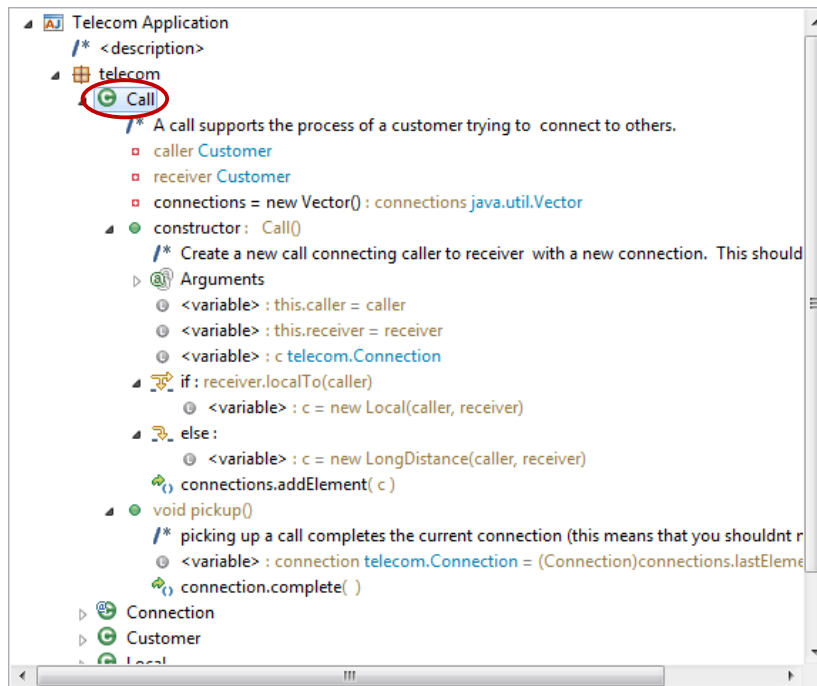 Telecom Application
/* <description>
telecom
Call
/* A call supports the process of a customer trying to connect to others.
caller Customer
receiver Customer
connections = new Vector() : connections java.util.Vector
constructor : Call()
/* Create a new call connecting caller to receiver with a new connection. This should
Arguments
<variable> : this.caller = caller
<variable> : this.receiver = receiver
<variable> : c telecom.Connection
if : receiver.localTo(caller)
<variable> : c = new Local(caller, receiver)
else :
<variable> : c = new LongDistance(caller, receiver)
connections.addElement( c )
void pickup()
/* picking up a call completes the current connection (this means that you shouldnt
<variable> : connection telecom.Connection = (Connection)connections.lastEleme
connection.complete( )
Connection
Customer
Local